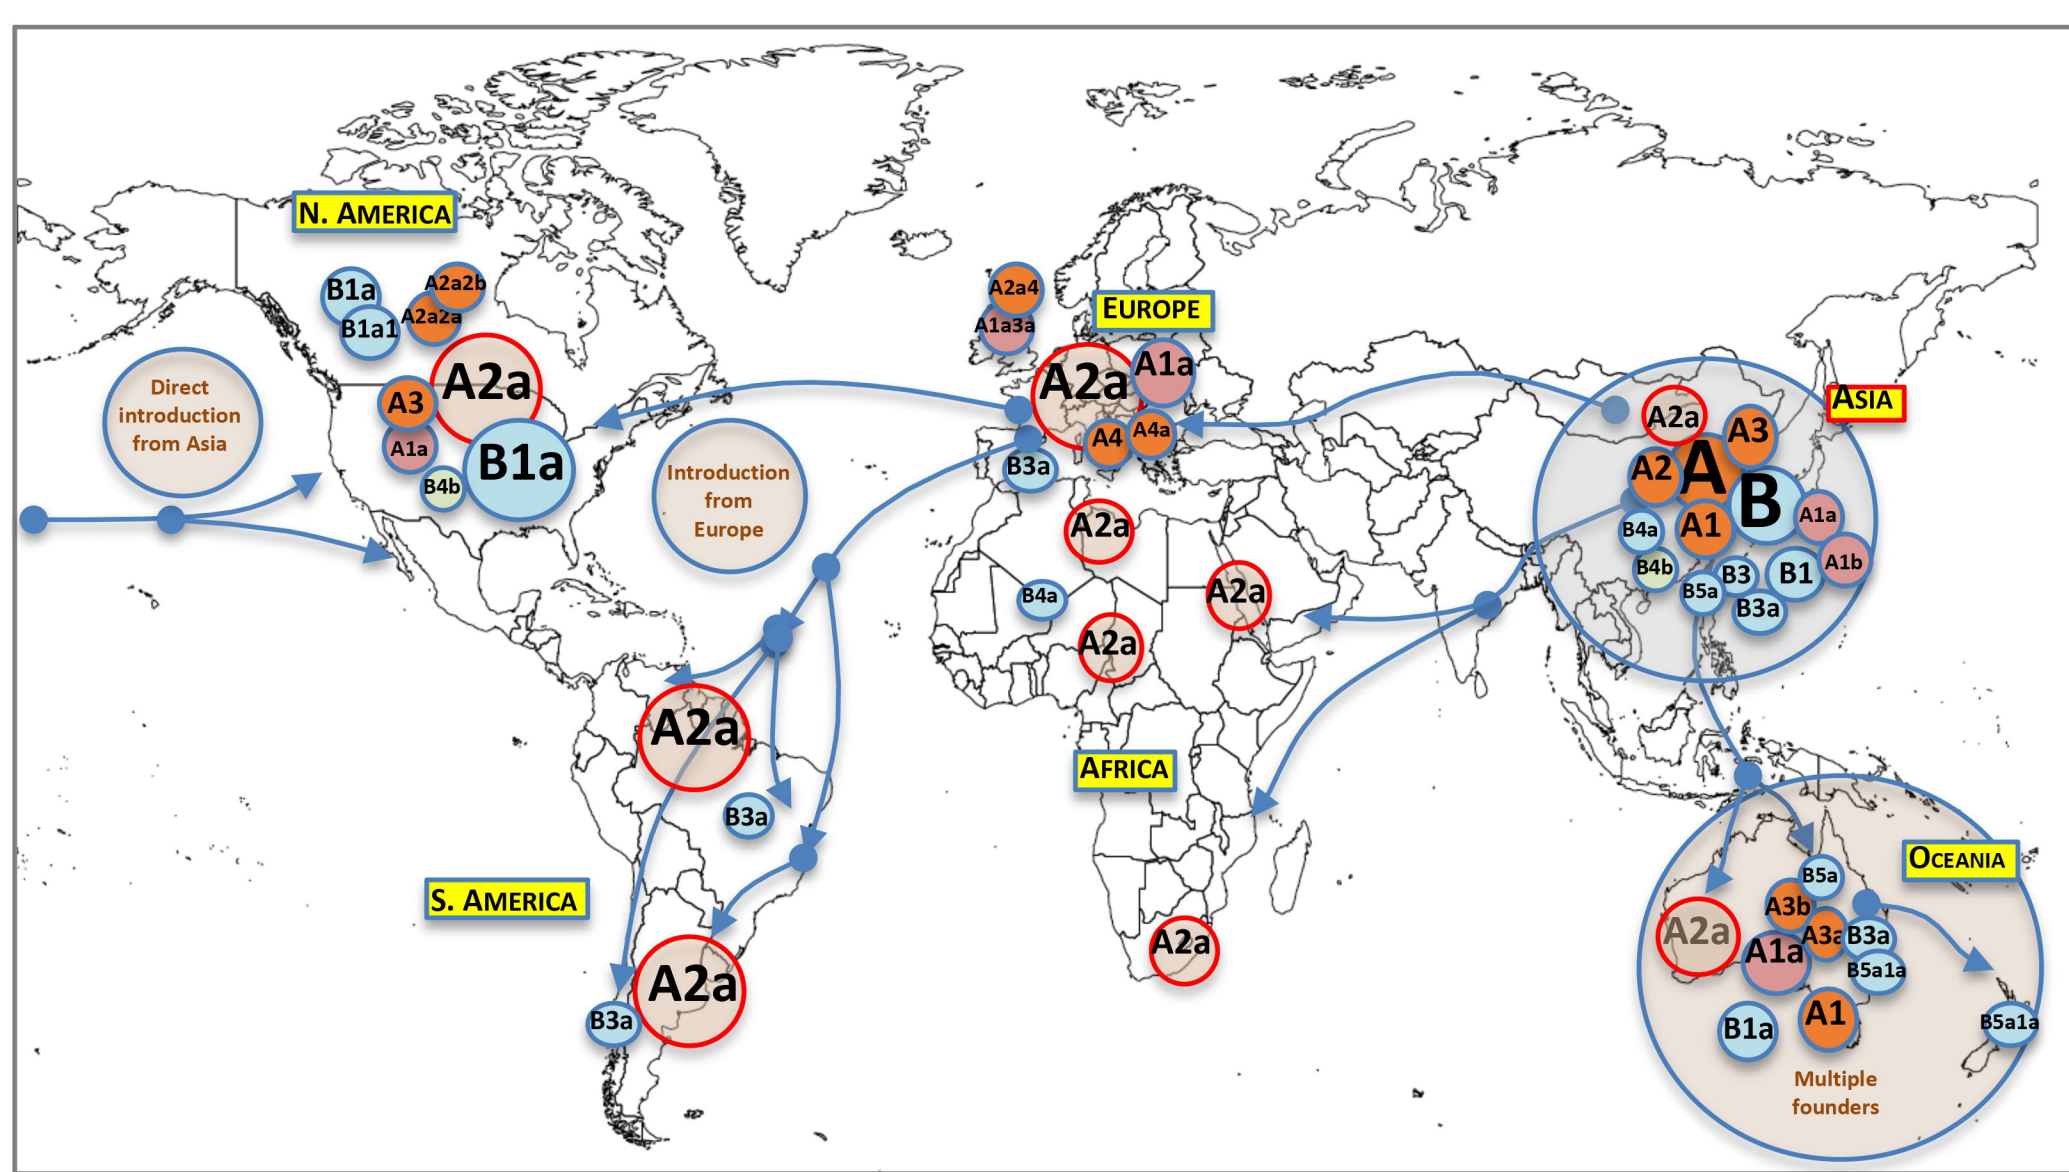 N. AMERICA
B1a
A2a2b
B1a1
A2a2a
A2a
A3
A1a
B1a
B4b
Direct
introduction
from Asia
Introduction
from
Europe
A2a4
A1a3a
EUROPE
A2a
A1a
A4
A4a
B3a
A2a
B4a
A2a
A2a
AFRICA
A2a
ASIA
A2a
A3
A2
A
B
A1a
B4a
A1
A1b
B4b
B3
B1
B5a
B3a
A2a
B3a
S. AMERICA
A2a
B3a
OCEANIA
B5a
A3b
A2a
A3a
B3a
A1a
B5a1a
B1a
A1
B5a1a
Multiple
founders